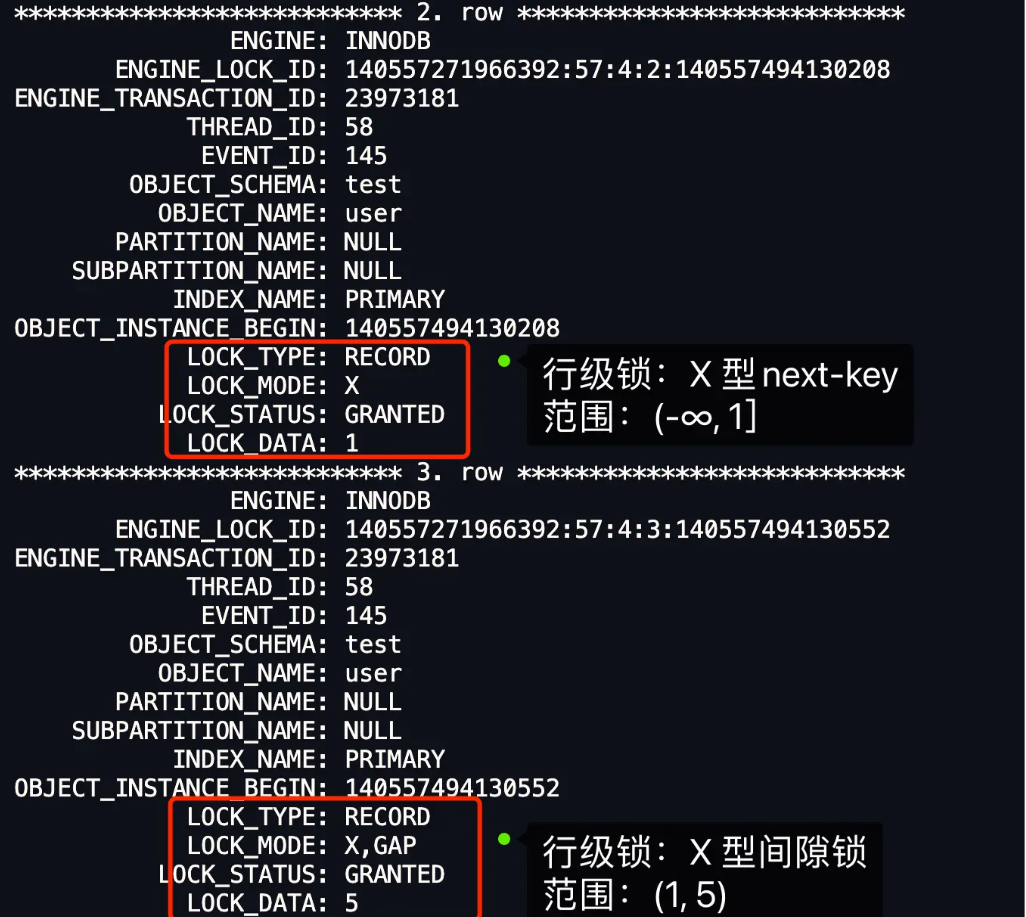 *************************** 2. row ***************************
ENGINE: INNODB
ENGINE_LOCK_ID: 140557271966392:57:4:2:140557494130208
ENGINE_TRANSACTION_ID: 23973181
THREAD_ID: 58
EVENT_ID: 145
OBJECT_SCHEMA: test
OBJECT_NAME: user
PARTITION_NAME: NULL
SUBPARTITION_NAME: NULL
INDEX_NAME: PRIMARY
OBJECT_INSTANCE_BEGIN: 140557494130208
LOCK_TYPE: RECORD
LOCK_MODE: X
LOCK_STATUS: GRANTED
LOCK_DATA: 1
行级锁：X 型next-key
范围：(-∞, 1]
*************************** 3. row ***************************
ENGINE: INNODB
ENGINE_LOCK_ID: 140557271966392:57:4:3:140557494130552
ENGINE_TRANSACTION_ID: 23973181
THREAD_ID: 58
EVENT_ID: 145
OBJECT_SCHEMA: test
OBJECT_NAME: user
PARTITION_NAME: NULL
SUBPARTITION_NAME: NULL
INDEX_NAME: PRIMARY
OBJECT_INSTANCE_BEGIN: 140557494130552
LOCK_TYPE: RECORD
LOCK_MODE: X,GAP
LOCK_STATUS: GRANTED
LOCK_DATA: 5
行级锁：X 型间隙锁
范围：(1, 5)